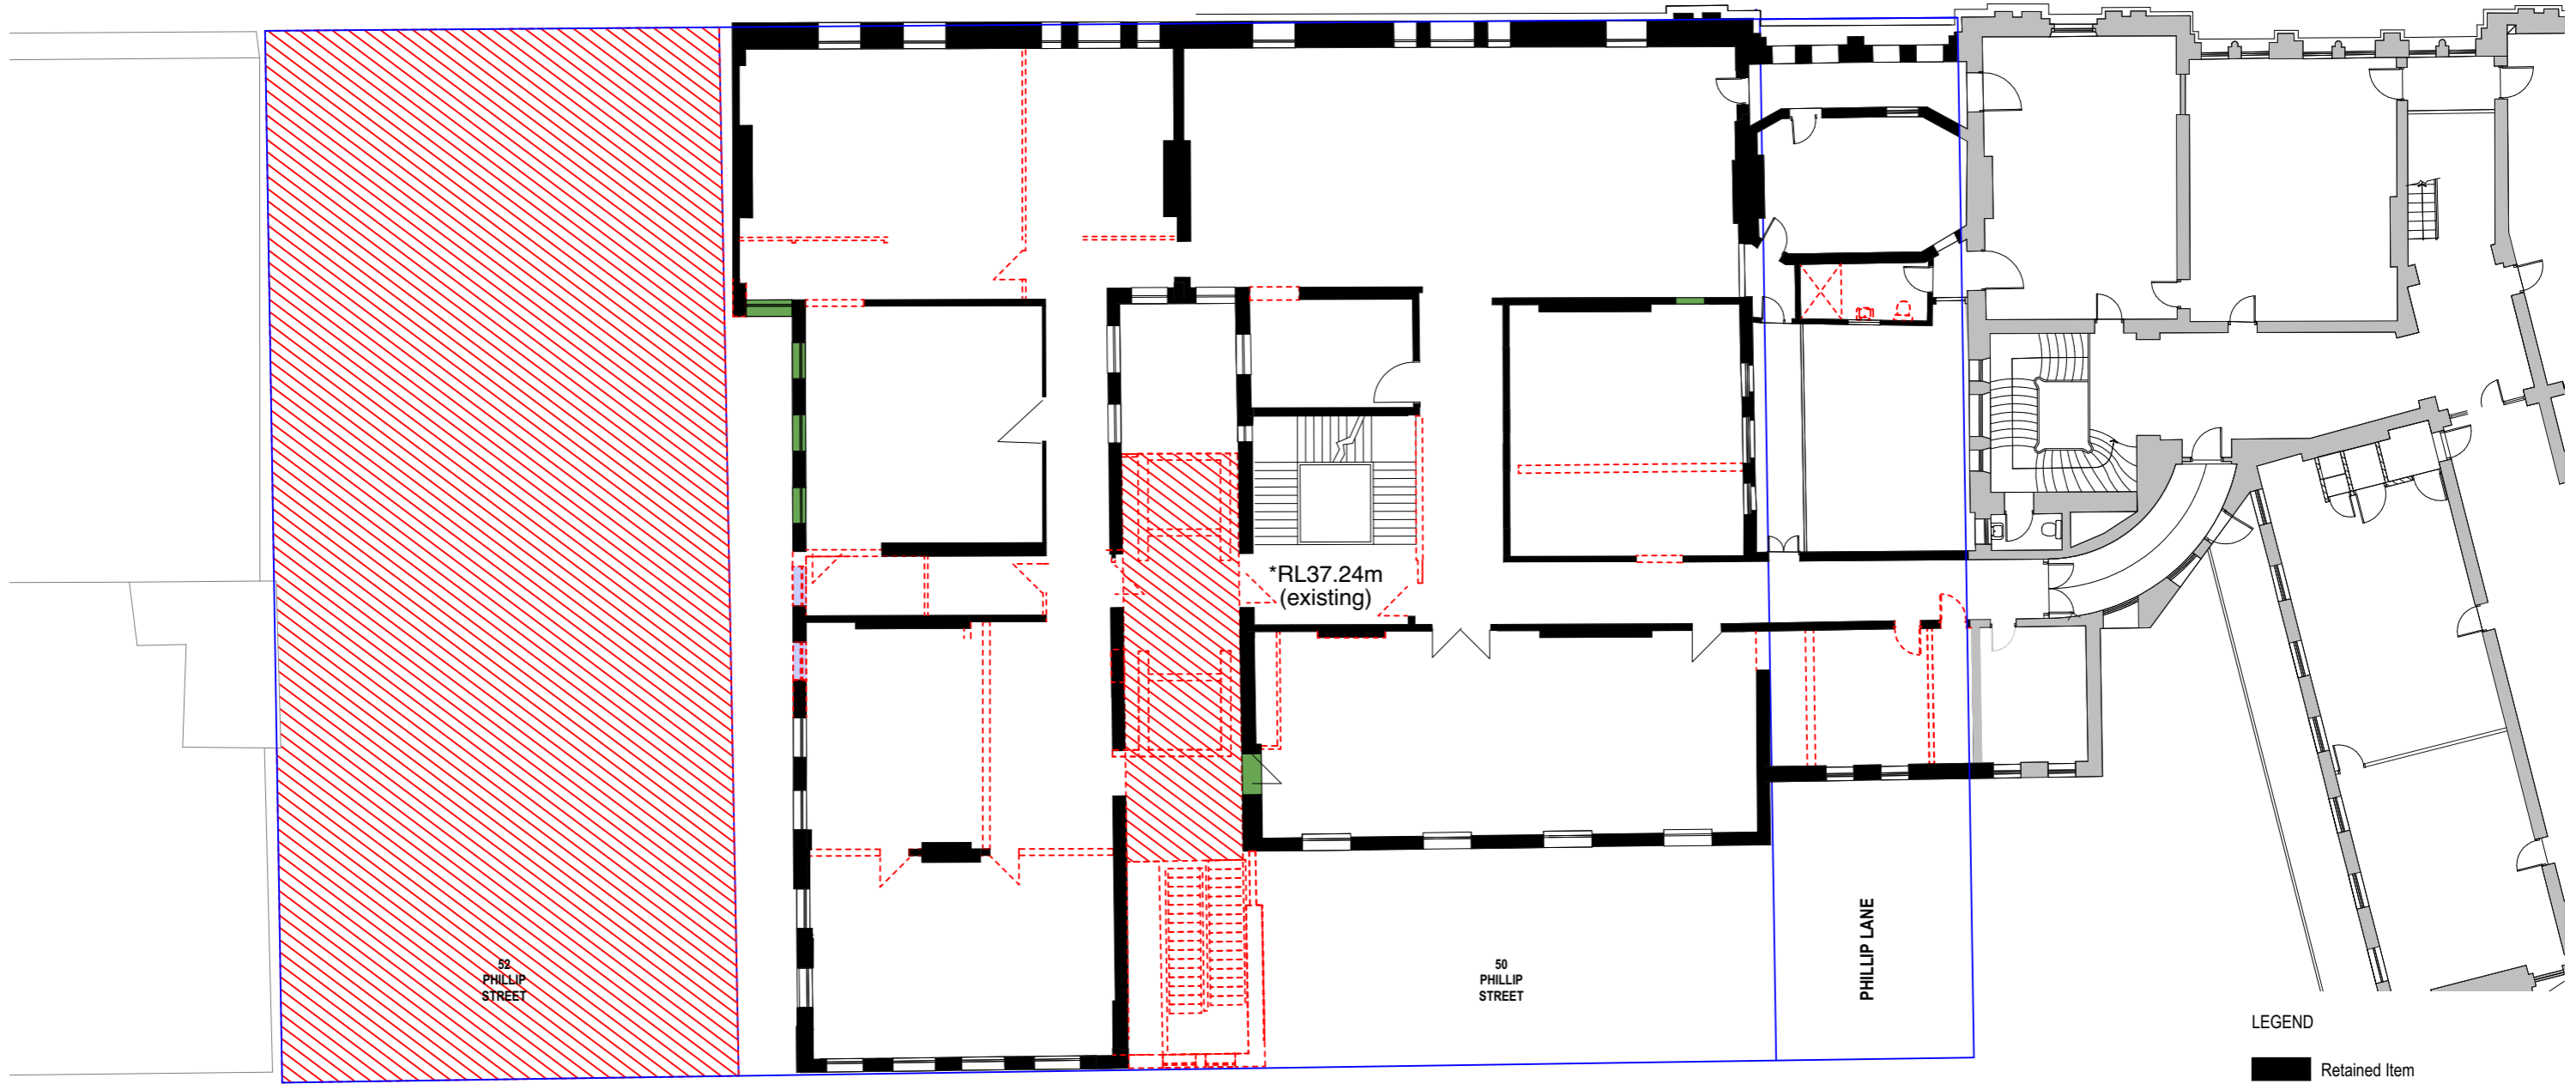 *RL37.24m
(existing)
52
PHILLIP
STREET
50
PHILLIP
STREET
PHILLIP LANE
LEGEND
Retained Item